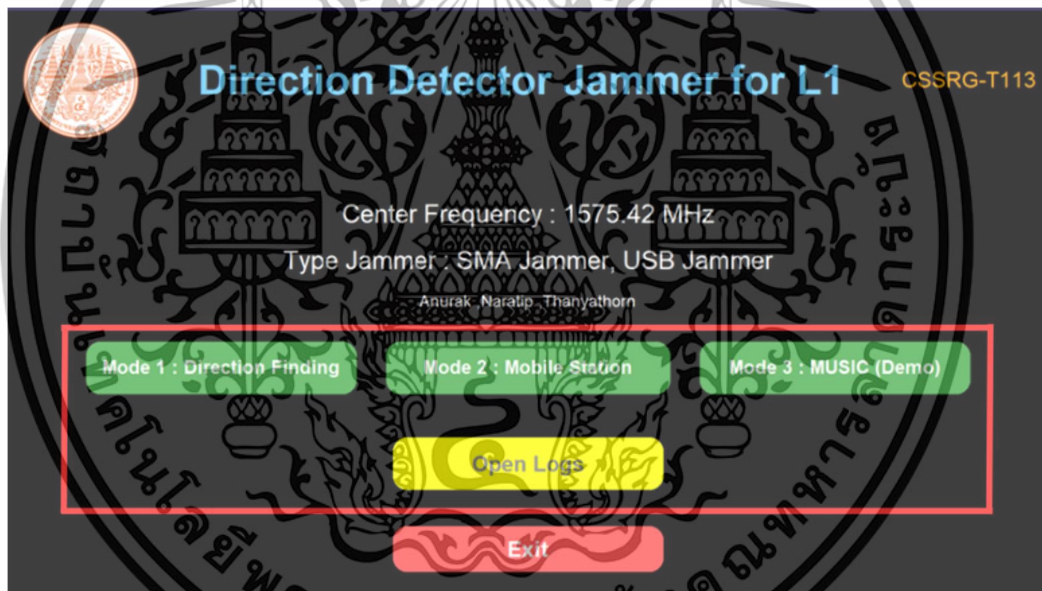 Direction Detector Jammer for L1
CSSRG-T113
Center Frequency : 1575.42 MHz
Type Jammer : SMA Jammer, USB Jammer
Anurak Naratip Thanyathorn
Mode 1 : Direction Finding
Mode 2 : Mobile Station
Mode 3 : MUSIC (Demo)
Open Logs
Exit